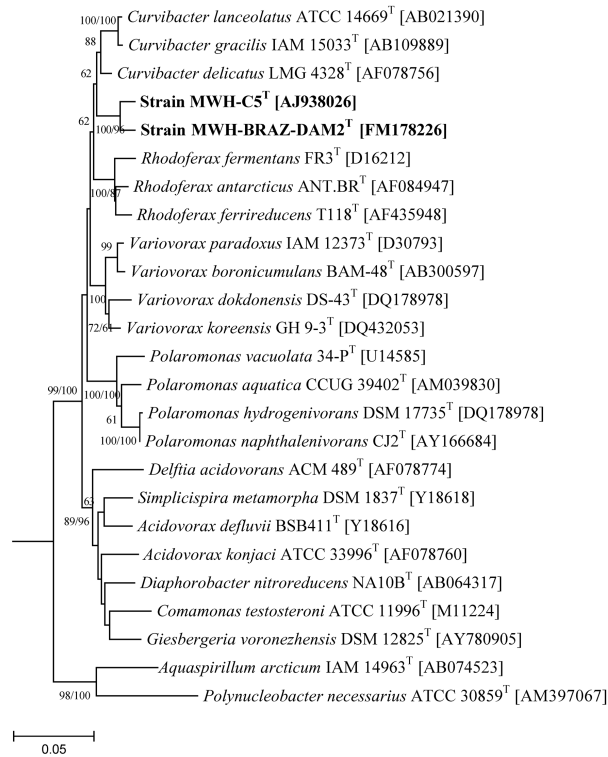 Curvibacter lanceolatus ATCC 14669T [AB021390]
100/100
88
Curvibacter gracilis IAM 15033T [AB109889]
62
Curvibacter delicatus LMG 4328T [AF078756]
Strain MWH-C5T [AJ938026]
62
100/96
Strain MWH-BRAZ-DAM2T [FM178226]
Rhodoferax fermentans FR3T [D16212]
Rhodoferax antarcticus ANT.BRT [AF084947]
100/87
Rhodoferax ferrireducens T118T [AF435948]
Variovorax paradoxus IAM 12373T [D30793]
99
Variovorax boronicumulans BAM-48T [AB300597]
100
Variovorax dokdonensis DS-43T [DQ178978]
72/61
Variovorax koreensis GH 9-3T [DQ432053]
Polaromonas vacuolata 34-PT [U14585]
99/100
100/100
Polaromonas aquatica CCUG 39402T [AM039830]
61
Polaromonas hydrogenivorans DSM 17735T [DQ178978]
100/100
Polaromonas naphthalenivorans CJ2T [AY166684]
Delftia acidovorans ACM 489T [AF078774]
63
Simplicispira metamorpha DSM 1837T [Y18618]
89/96
Acidovorax defluvii BSB411T [Y18616]
Acidovorax konjaci ATCC 33996T [AF078760]
Diaphorobacter nitroreducens NA10BT [AB064317]
Comamonas testosteroni ATCC 11996T [M11224]
Giesbergeria voronezhensis DSM 12825T [AY780905]
Aquaspirillum arcticum IAM 14963T [AB074523]
98/100
Polynucleobacter necessarius ATCC 30859T [AM397067]
0.05